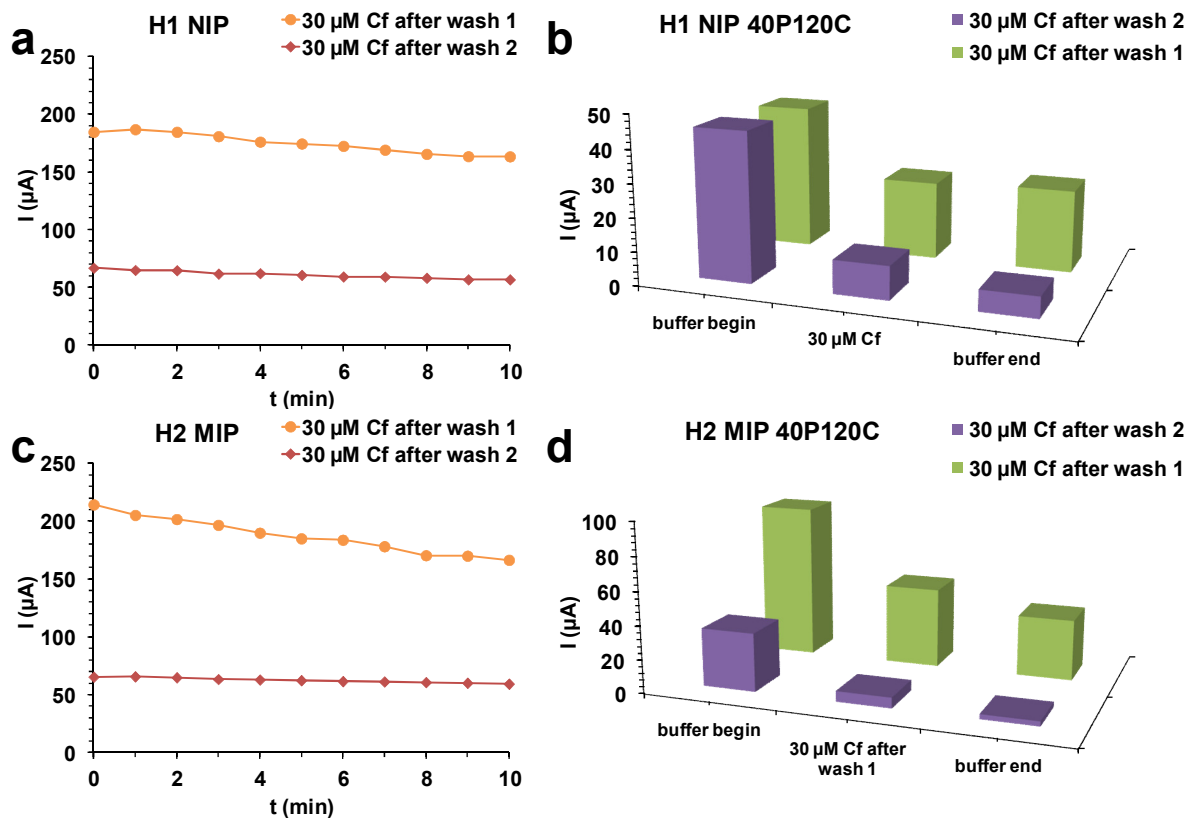 a
H1 NIP
30 µM Cf after wash 1
30 µM Cf after wash 2
250
200
150
100
50
0
I (µA)
0 2 4 6 8 10
t (min)
b
H1 NIP 40P120C
30 µM Cf after wash 2
30 µM Cf after wash 1
50
40
30
20
10
0
I (µA)
buffer begin
30 µM Cf
buffer end
c
H2 MIP
30 µM Cf after wash 1
30 µM Cf after wash 2
250
200
150
100
50
0
I (µA)
0 2 4 6 8 10
t (min)
d
H2 MIP 40P120C
30 µM Cf after wash 2
30 µM Cf after wash 1
100
80
60
40
20
0
I (µA)
buffer begin
30 µM Cf after
wash 1
buffer end